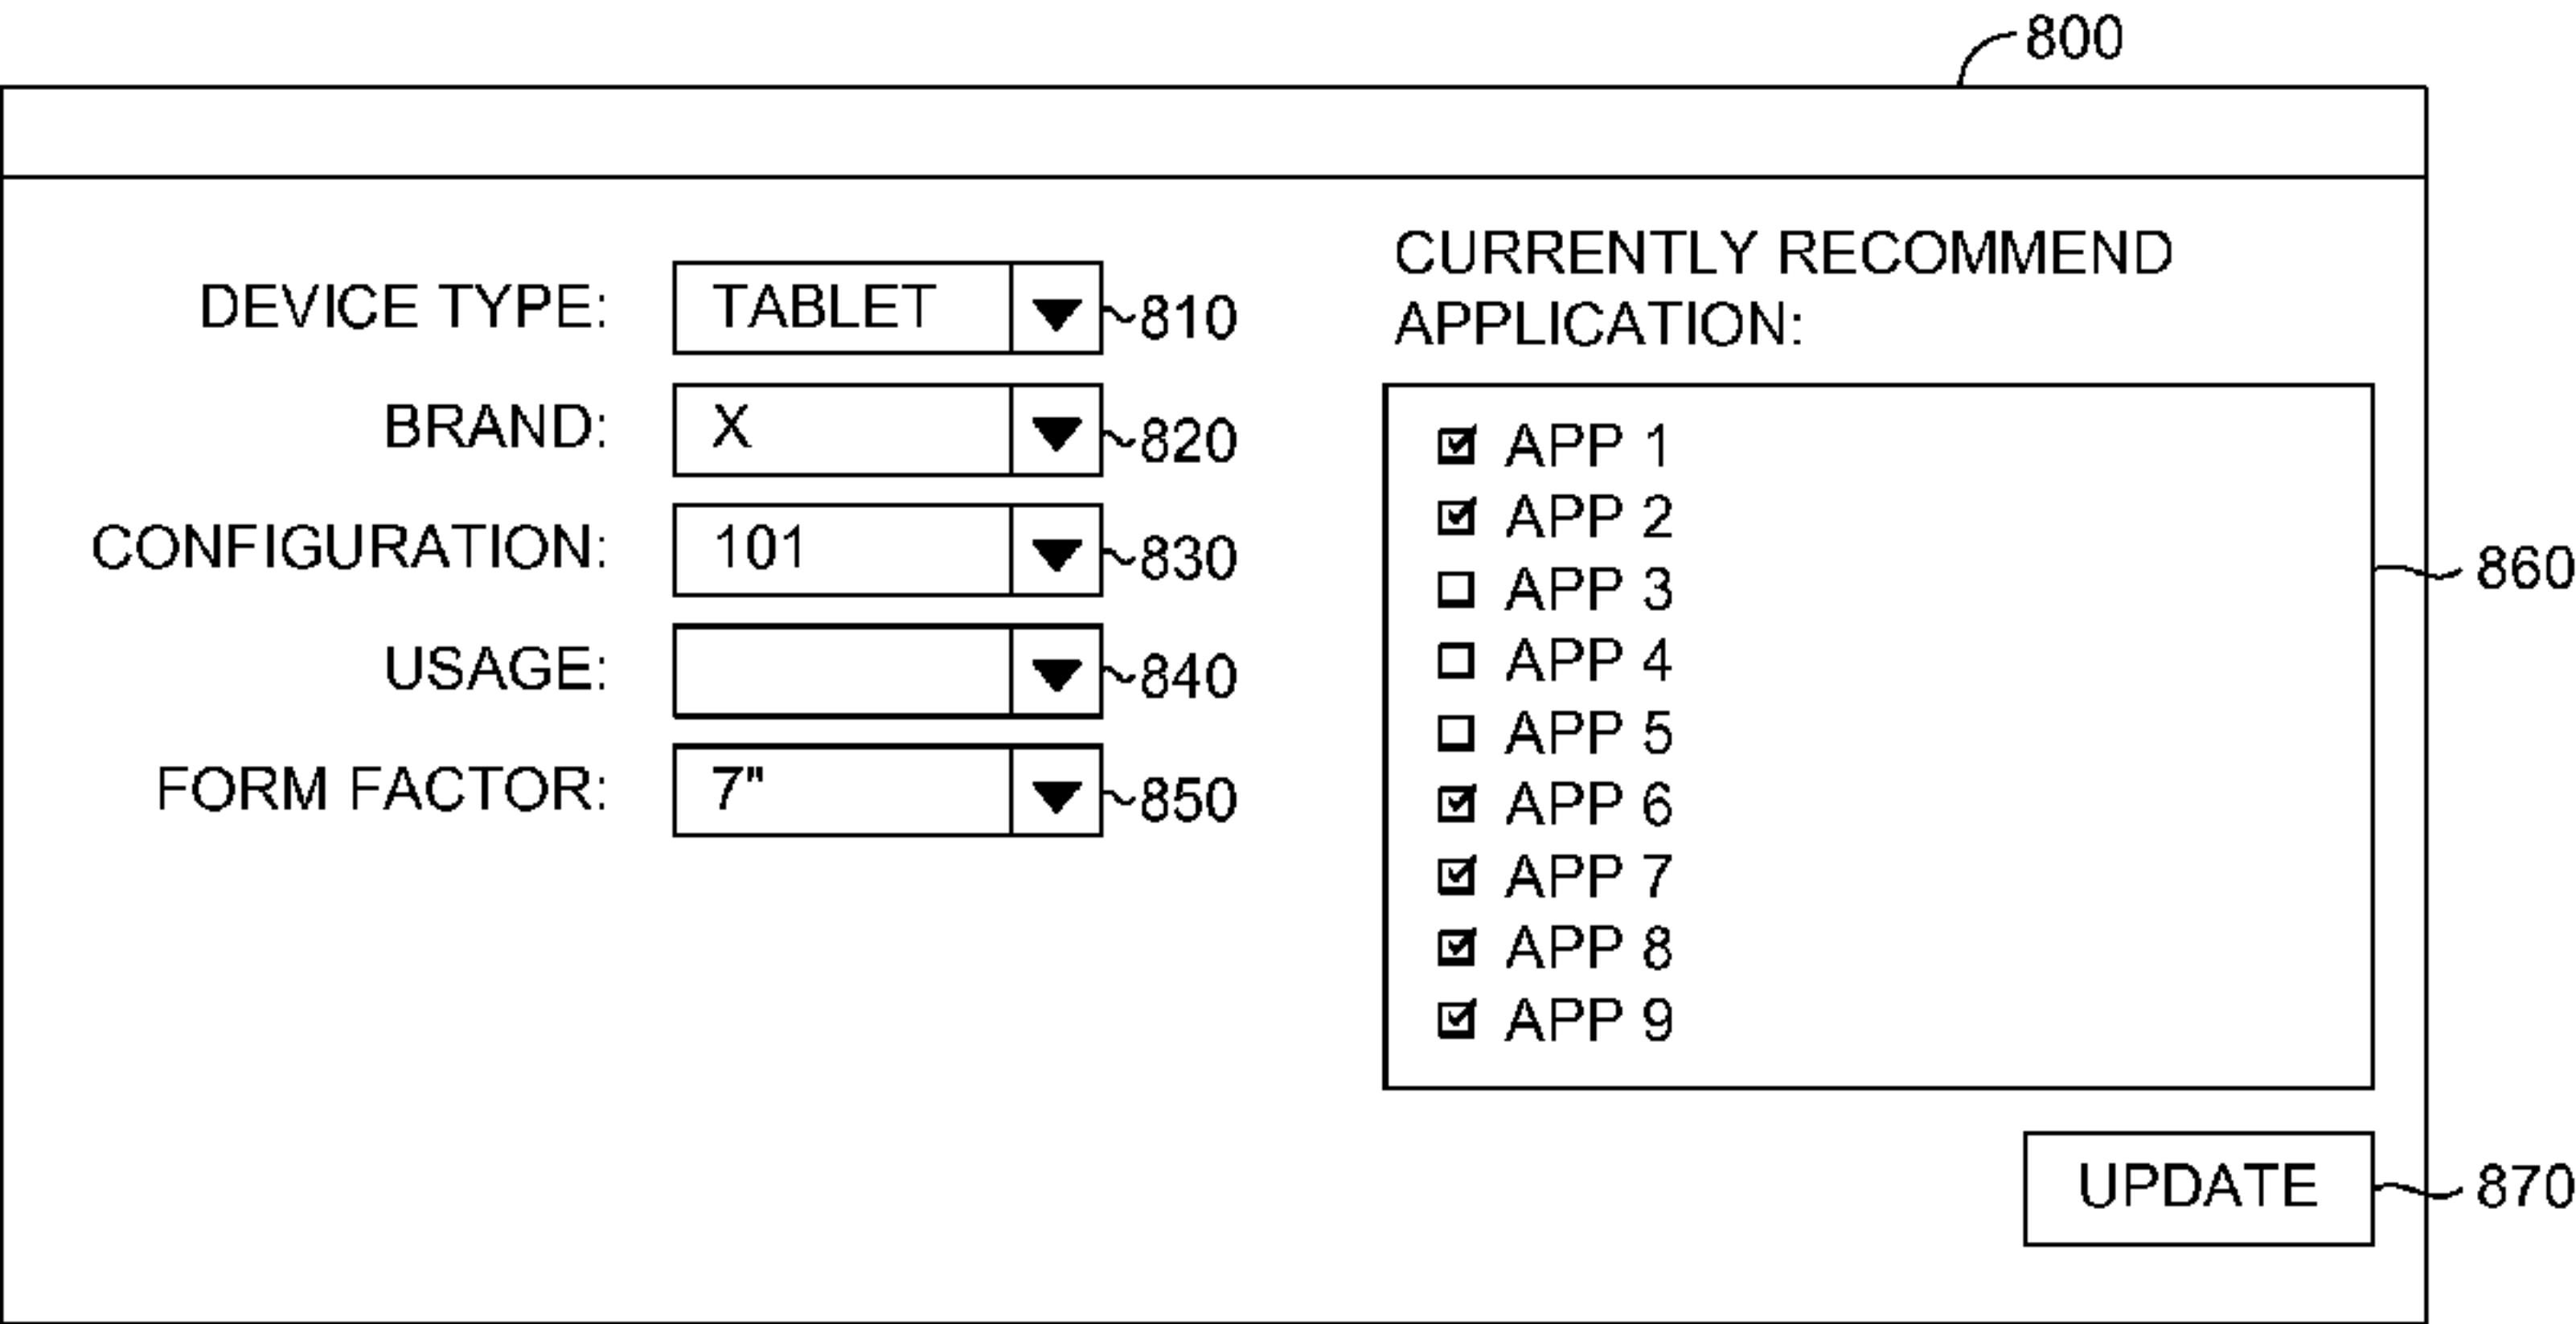 800
DEVICE TYPE: TABLET 810
BRAND: X 820
CONFIGURATION: 101 830
USAGE: 840
FORM FACTOR: 7" 850
CURRENTLY RECOMMEND
APPLICATION:
APP 1
APP 2
APP 3
APP 4
APP 5
APP 6
APP 7
APP 8
APP 9
860
UPDATE 870